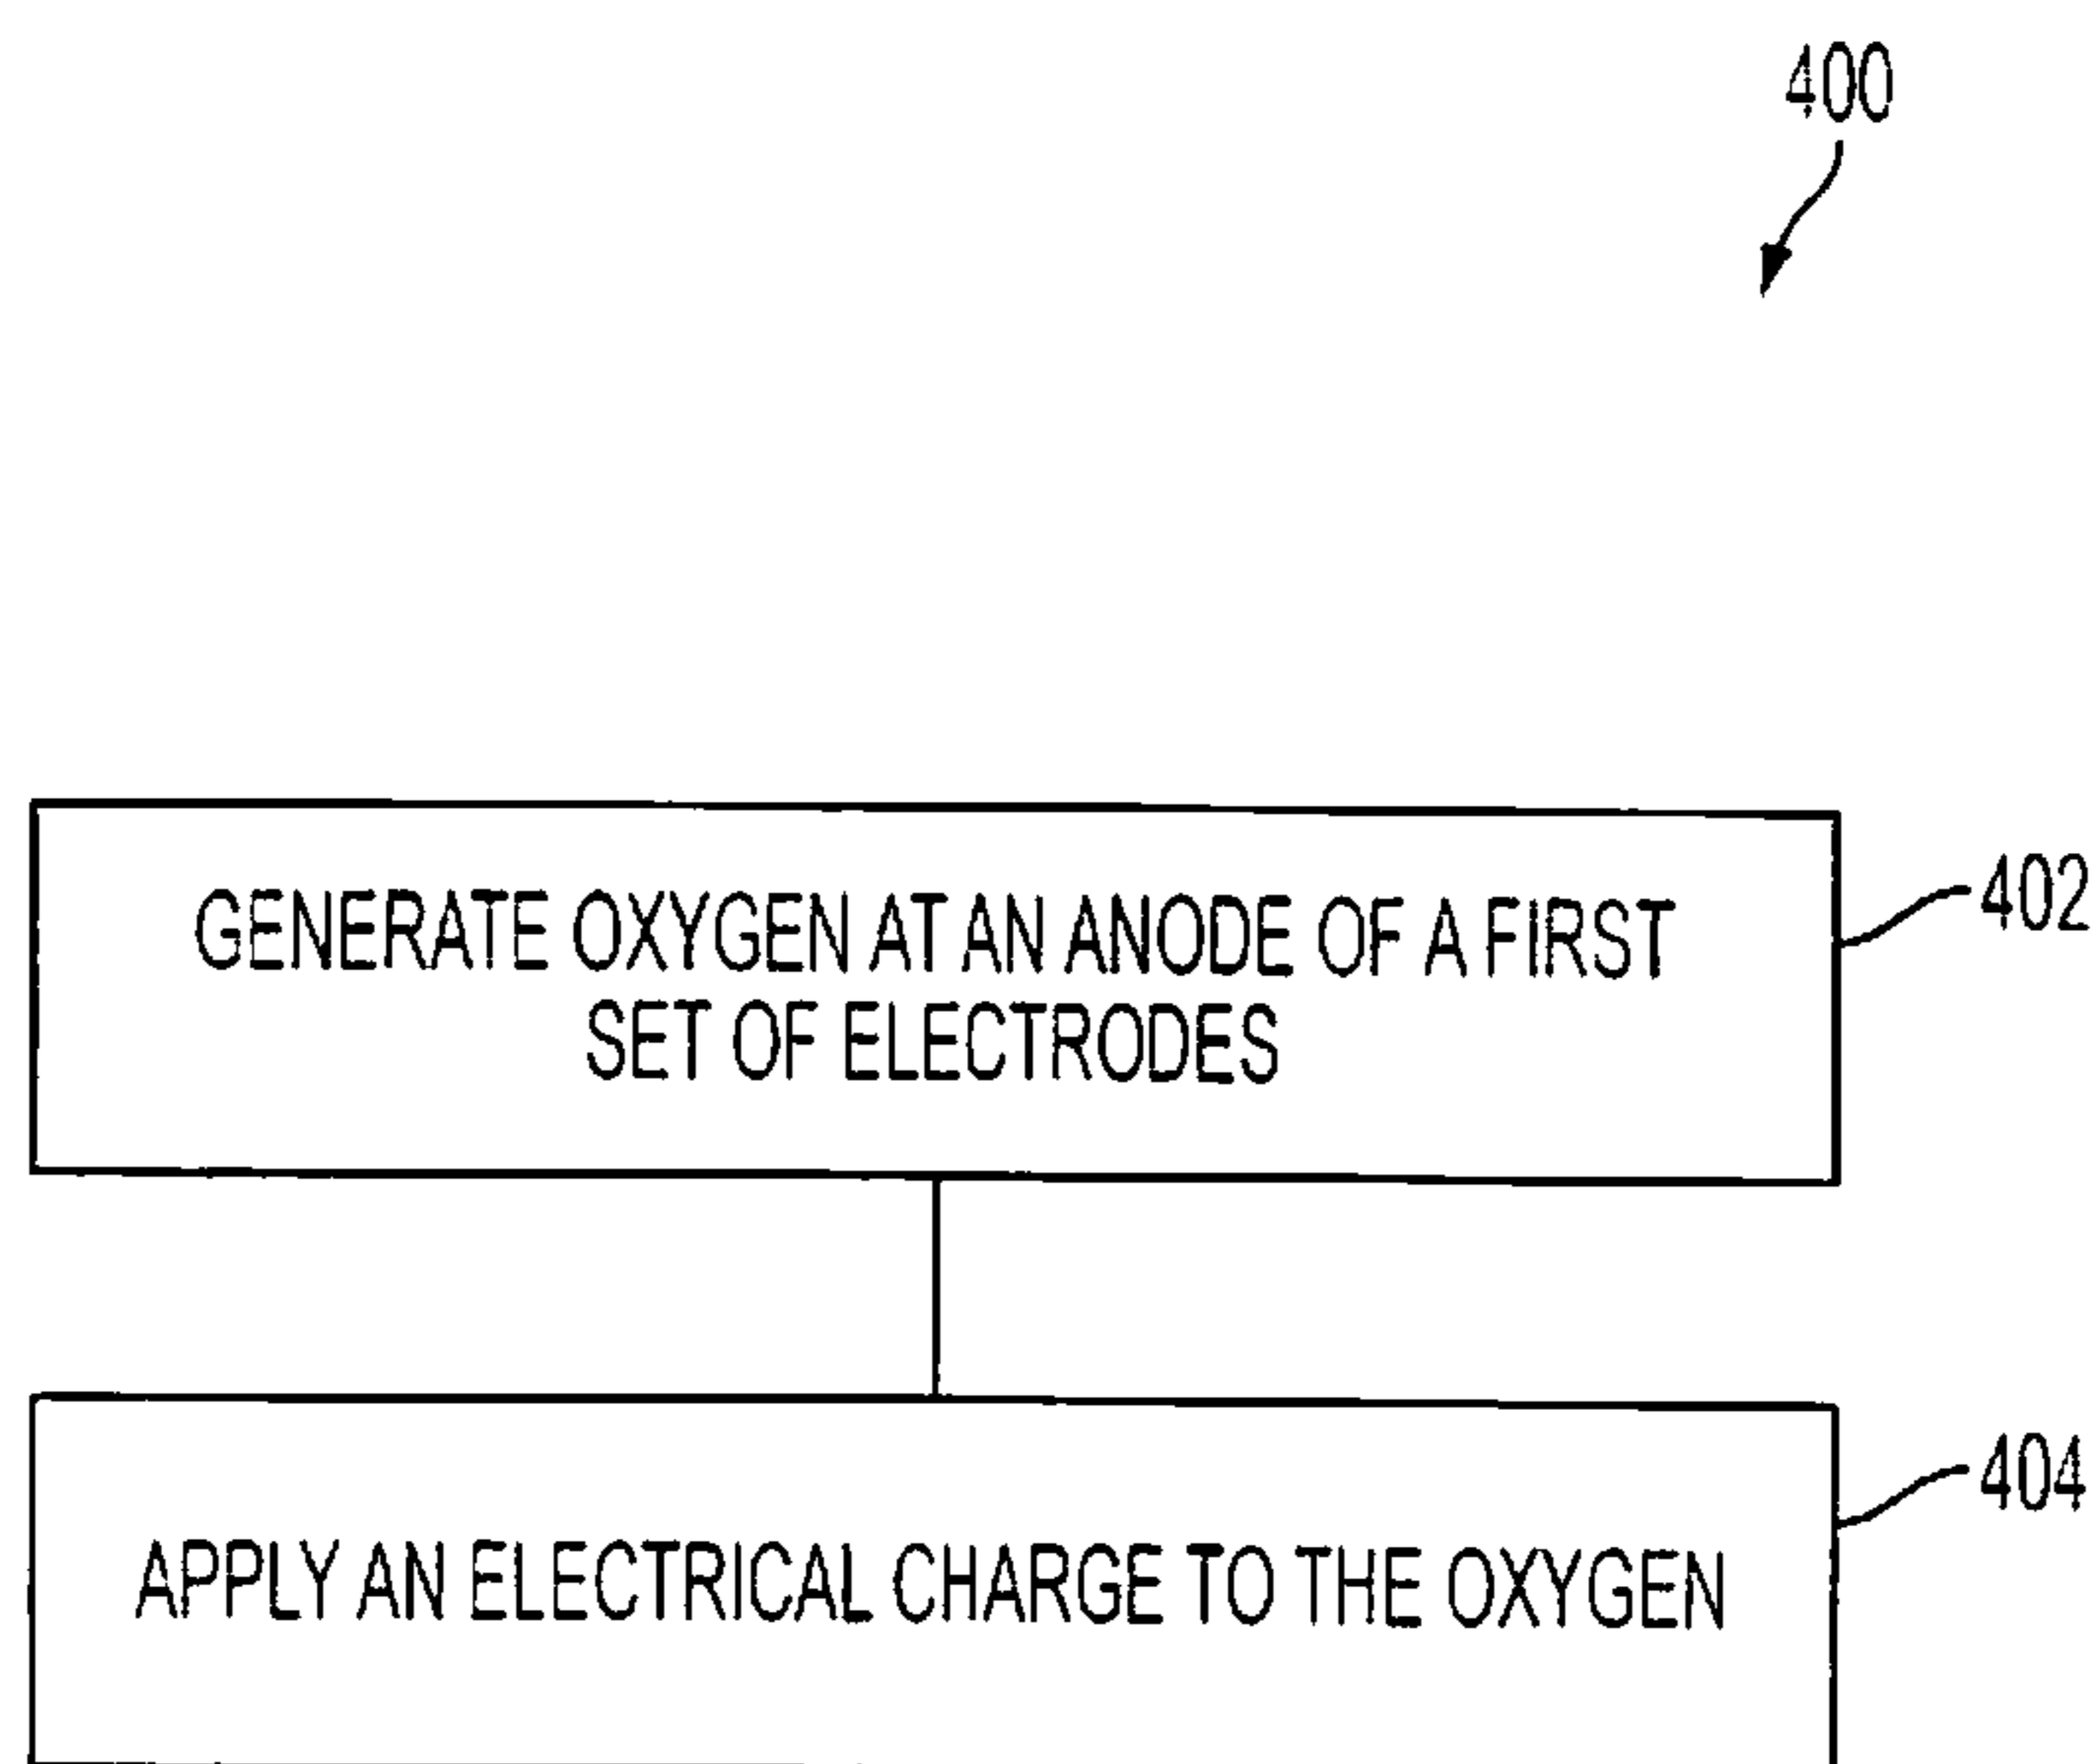 400
GENERATE OXYGEN AT AN ANODE OF A FIRST
SET OF ELECTRODES
402
APPLY AN ELECTRICAL CHARGE TO THE OXYGEN
404